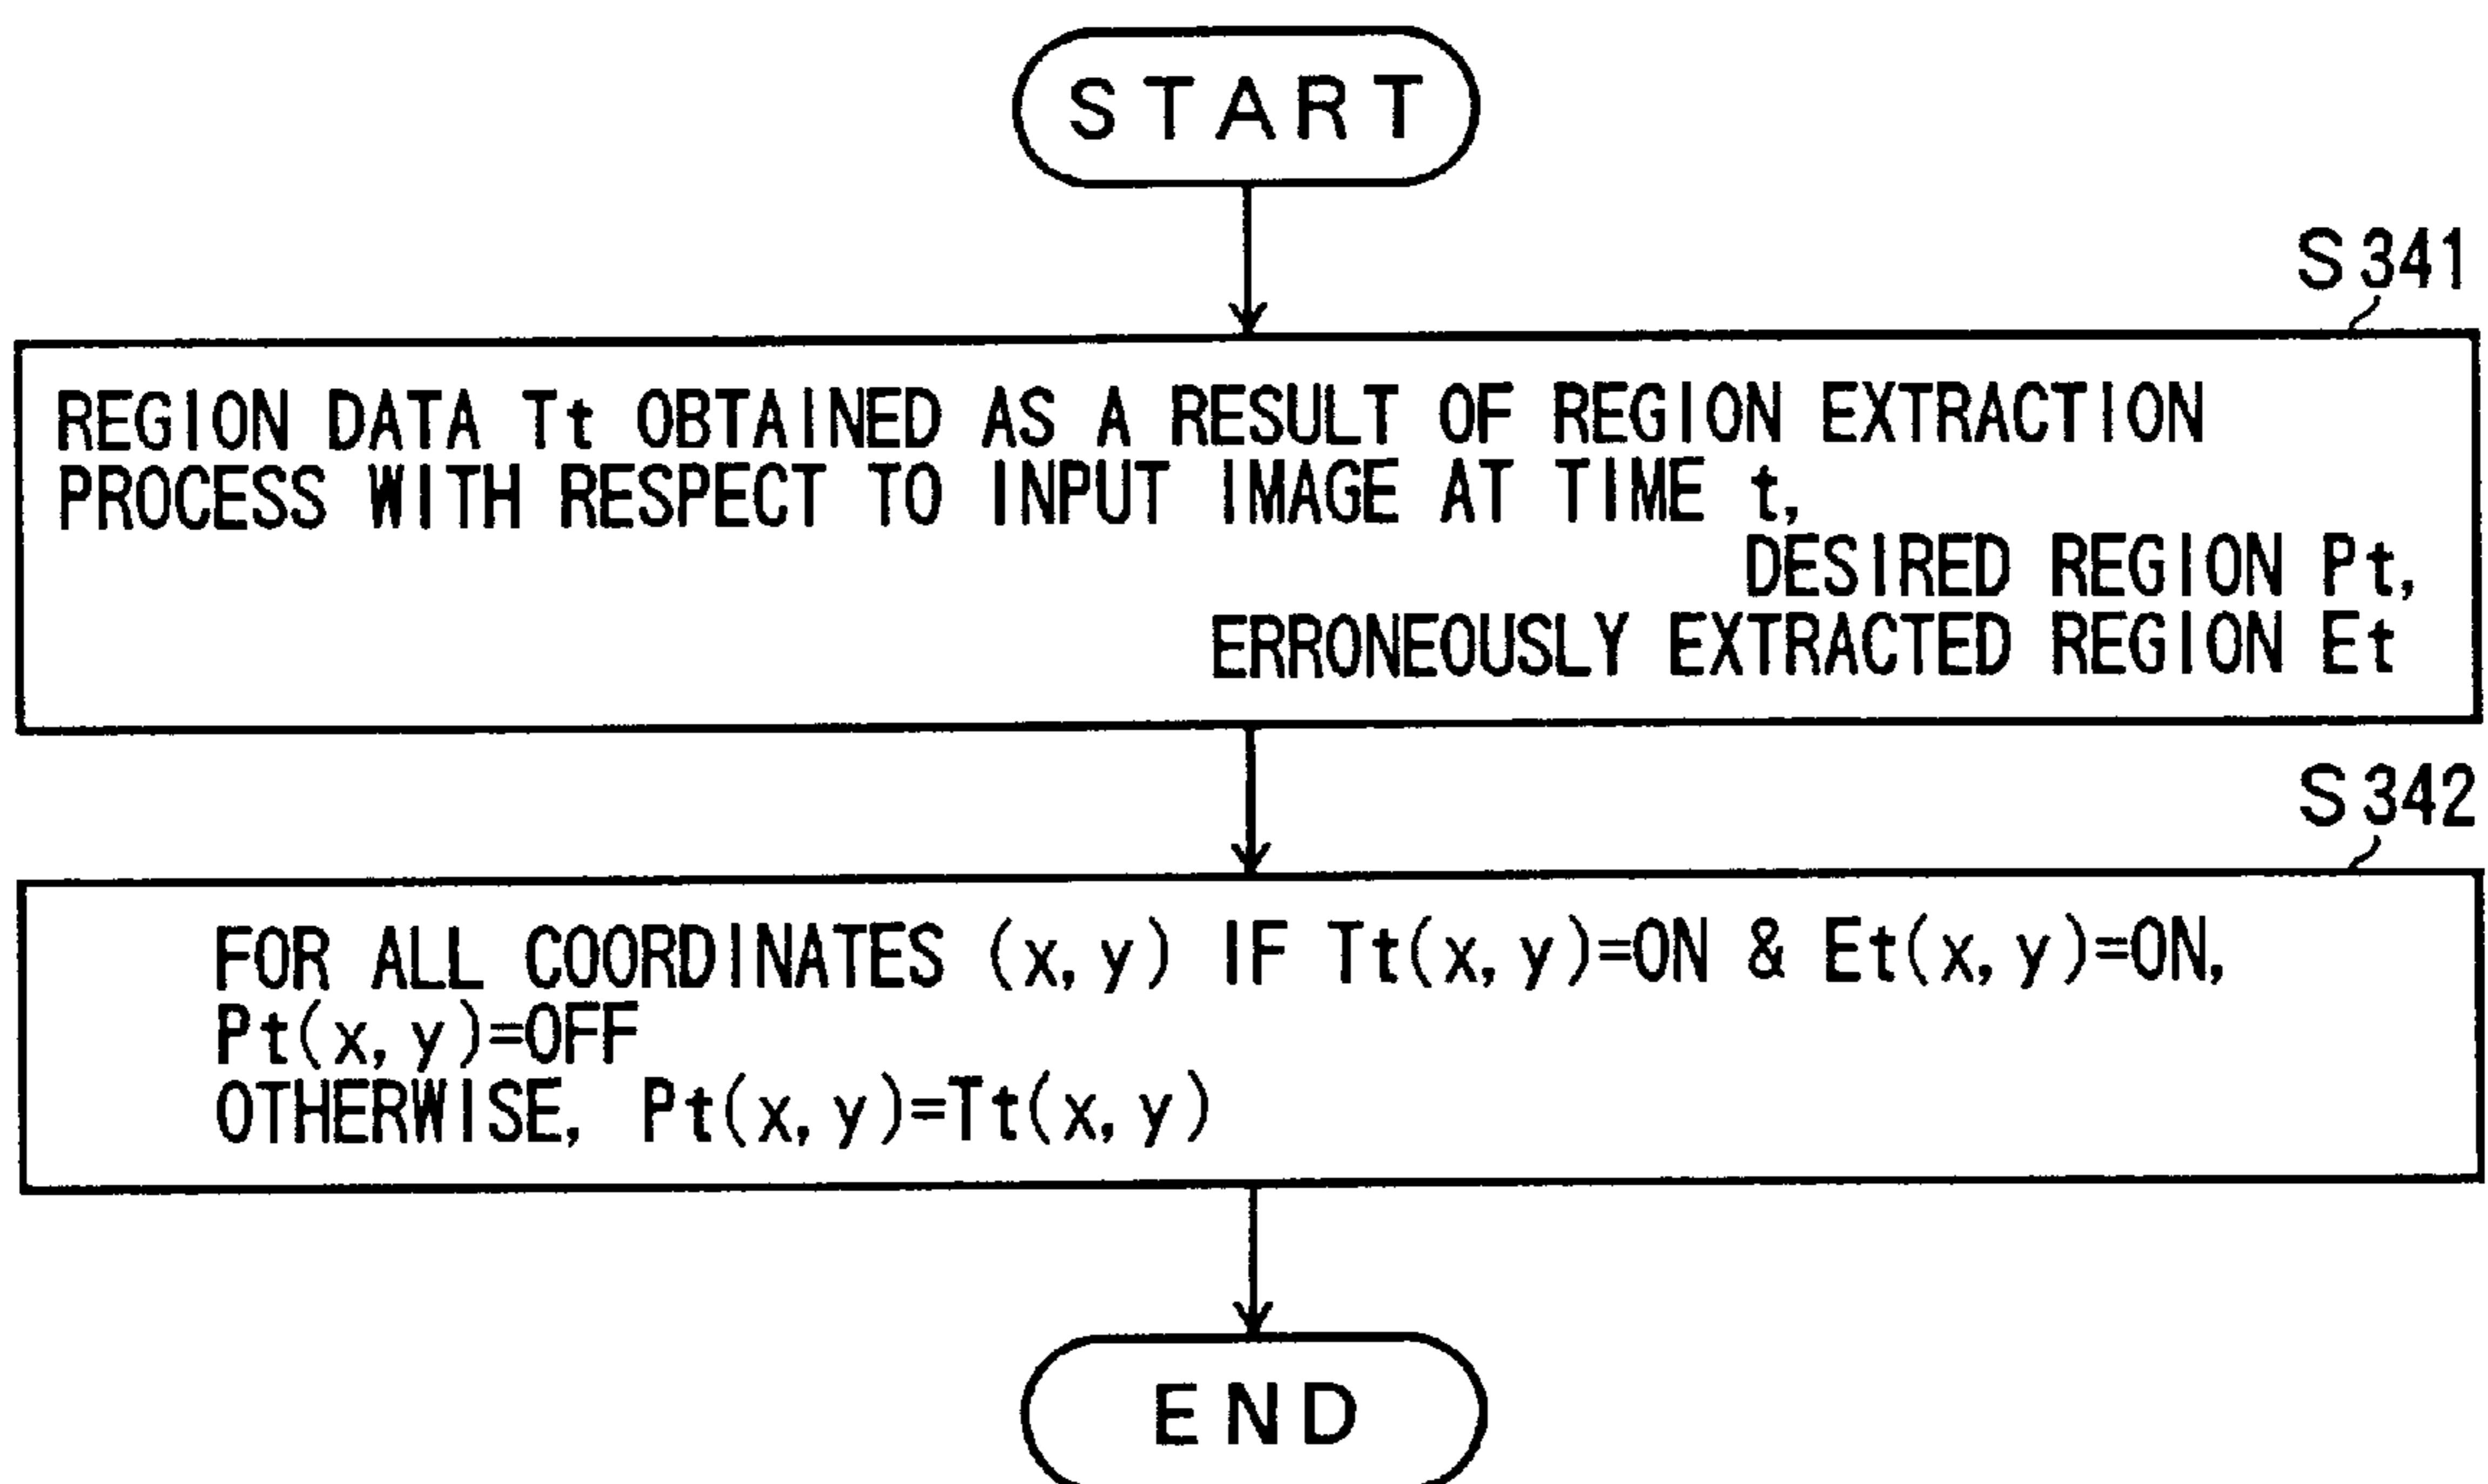 START
S341
REGION DATA Tt OBTAINED AS A RESULT OF REGION EXTRACTION
PROCESS WITH RESPECT TO INPUT IMAGE AT TIME t,
DESIRED REGION Pt,
ERRONEOUSLY EXTRACTED REGION Et
S342
FOR ALL COORDINATES (x, y) IF Tt(x, y)=ON & Et(x, y)=ON,
Pt(x, y)=OFF
OTHERWISE, Pt(x, y)=Tt(x, y)
END